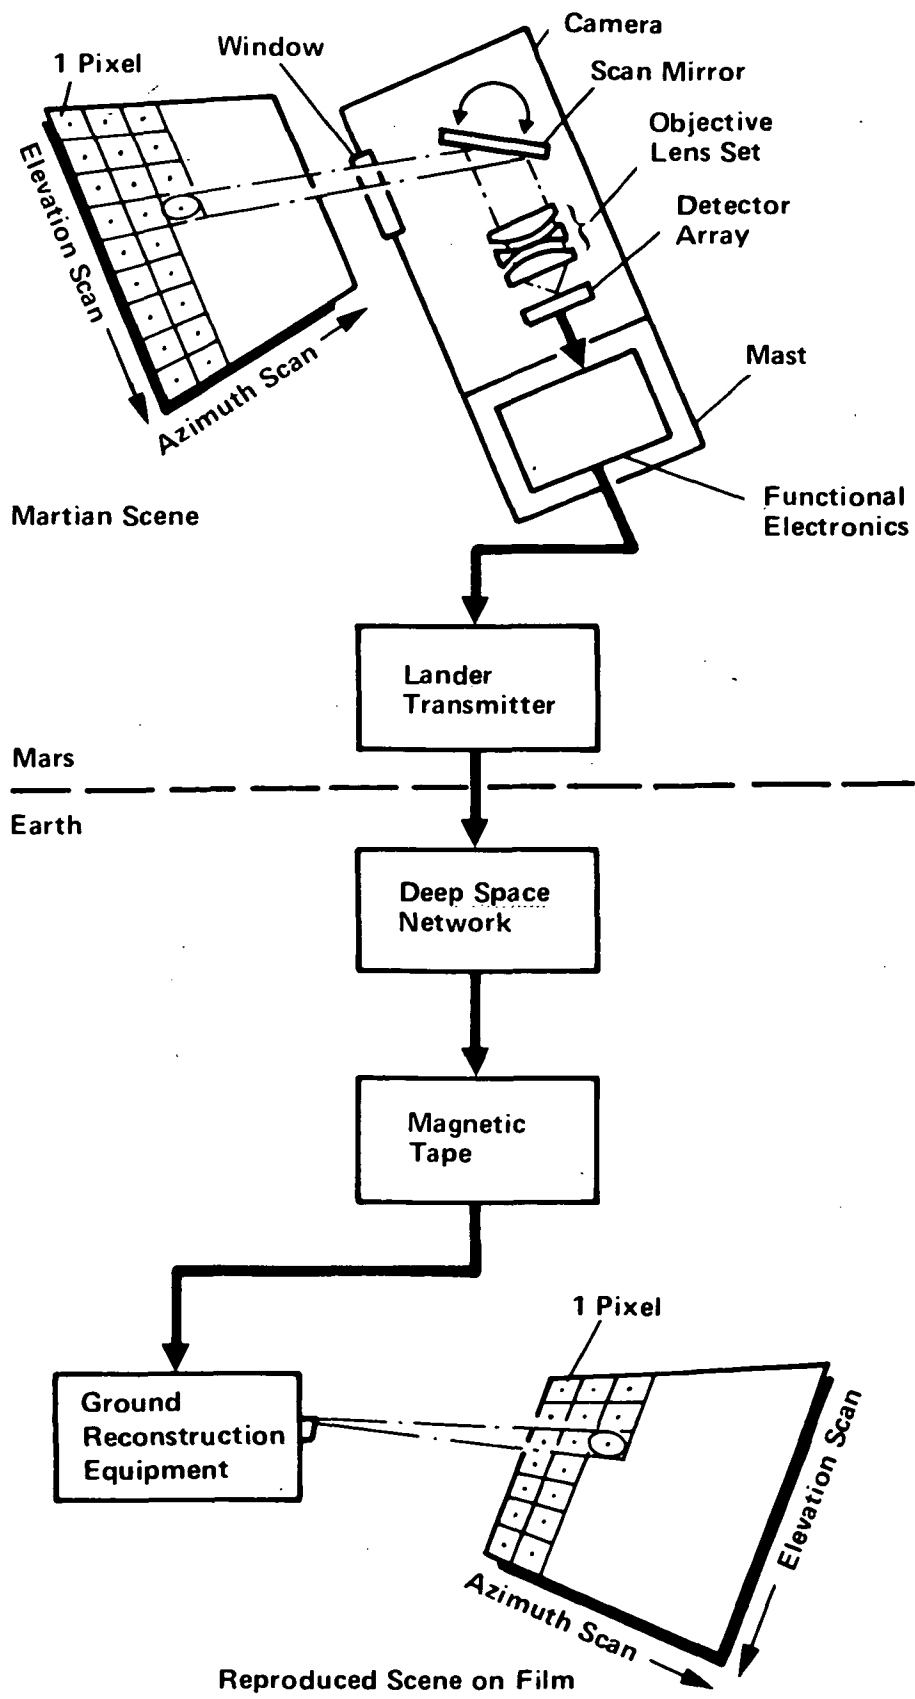 Camera
Window
1 Pixel
Scan Mirror
Objective
Lens Set
Detector
Array
Elevation Scan
Azimuth Scan
Mast
Functional
Electronics
Martian Scene
Lander
Transmitter
Mars
Earth
Deep Space
Network
Magnetic
Tape
1 Pixel
Ground
Reconstruction
Equipment
Elevation Scan
Azimuth Scan
Reproduced Scene on Film